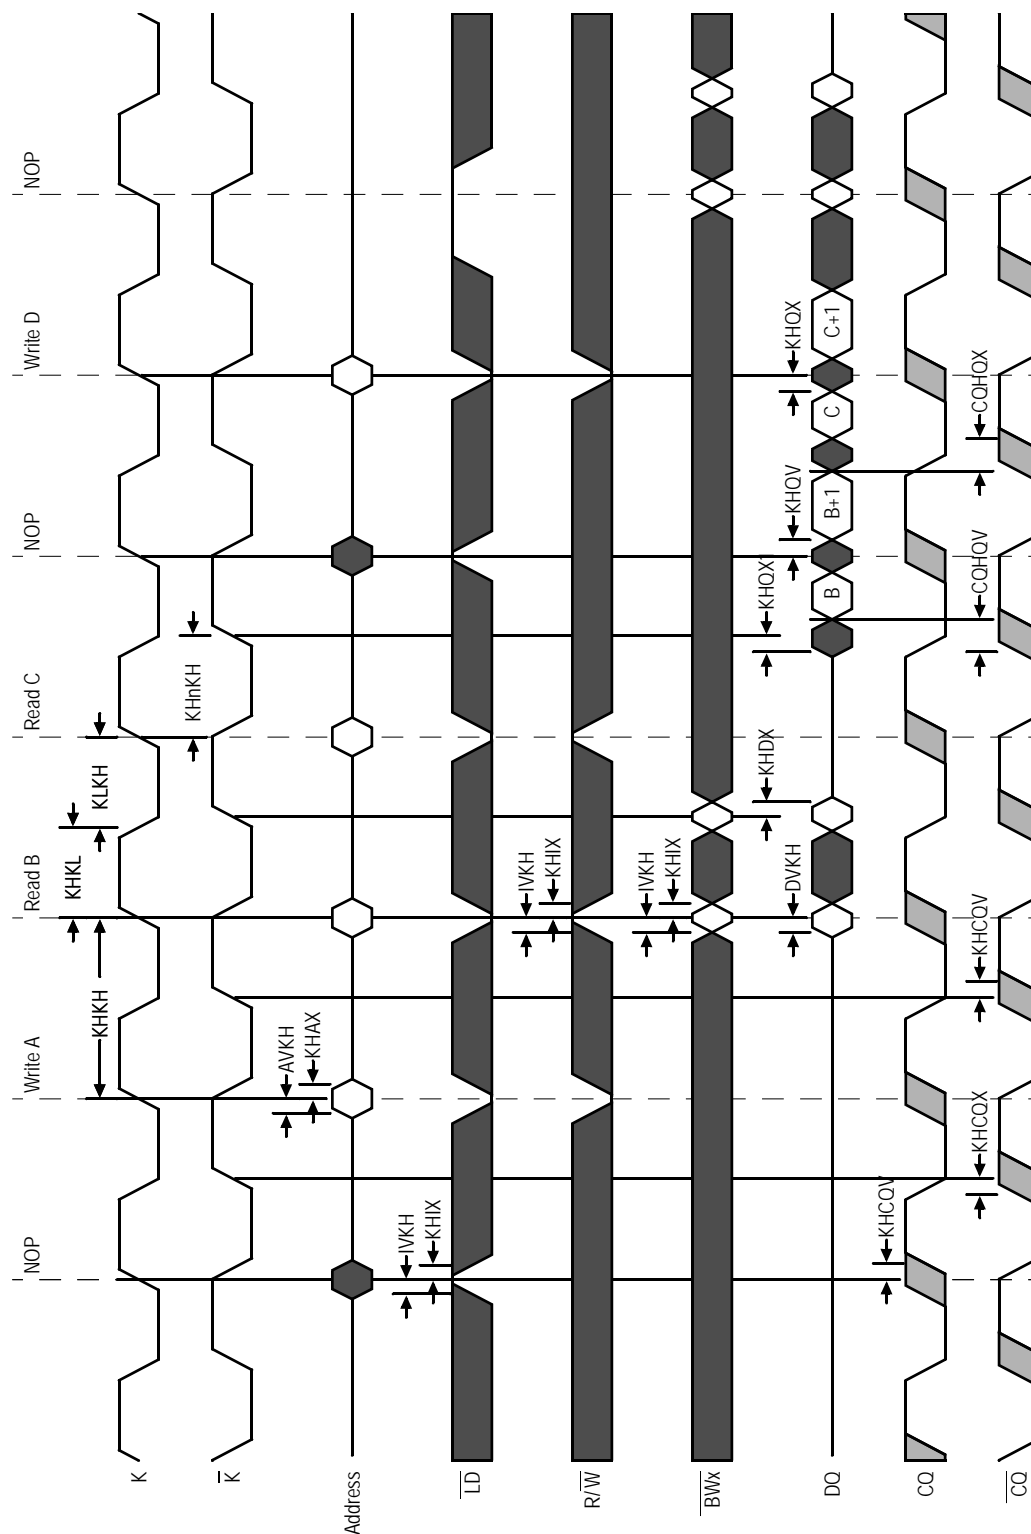 NOP
Write A
Read B
Read C
NOP
Write D
NOP
KHKH
KHKL
KLKH
KHnKH
K
K
AVKH
KHAX
Address
IVKH
KHIX
LD
IVKH
KHIX
R/W
IVKH
KHIX
BWx
DVKH
KHDX
KHQX1
KHQV
KHQX
DQ
B
B+1
C
C+1
KHCQV
CQ
KHCQX
KHCQV
CQHQV
CQHQX
CQ